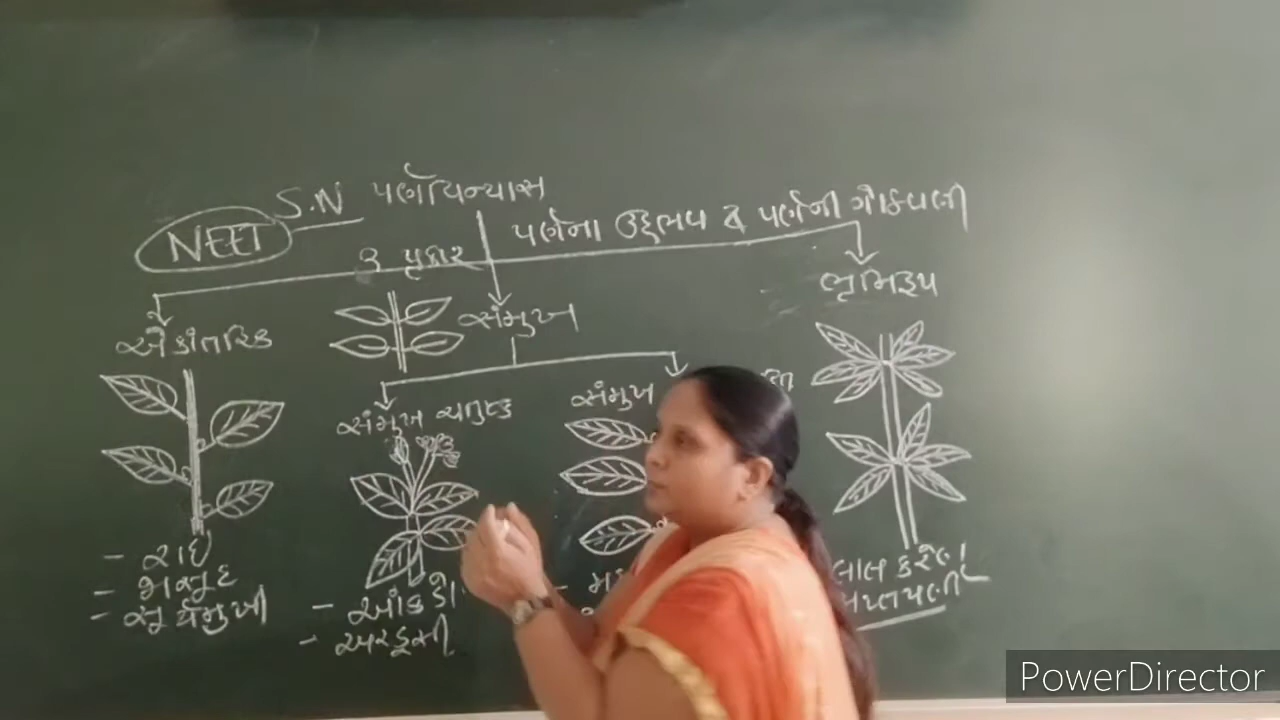 S.N પર્ણવિન્યાસ
NEET
પર્ણના ઉદ્દભવ & પર્ણની ગોઠવણી
૩ પ્રકાર
એકાંતરિક
સંમુખ
ભ્રમિરૂપ
સંમુખ ચતુષ્ક
સંમુખ
- રાઈ
- જાસૂદ
- સૂર્યમુખી
- આંકડો
- અરડૂસી
લાલ કરેણ
સપ્તપર્ણી
PowerDirector